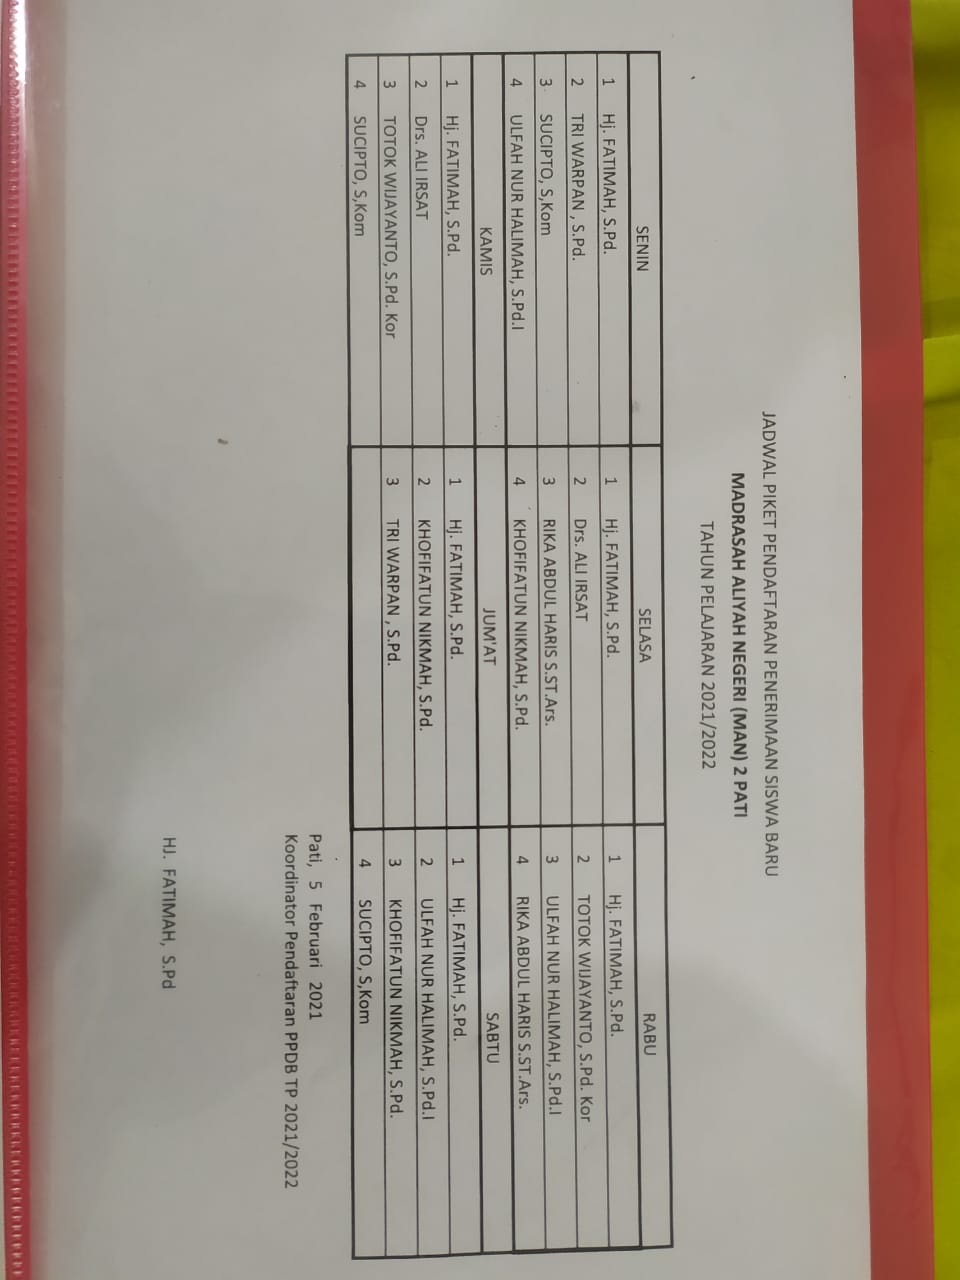 JADWAL PIKET PENDAFTARAN PENERIMAAN SISWA BARU
MADRASAH ALIYAH NEGERI (MAN) 2 PATI
TAHUN PELAJARAN 2021/2022
SENIN SELASA RABU
1 Hj. FATIMAH, S.Pd. 1 Hj. FATIMAH, S.Pd. 1 Hj. FATIMAH, S.Pd.
2 TRI WARPAN , S.Pd. 2 Drs. ALI IRSAT 2 TOTOK WIJAYANTO, S.Pd. Kor
3 SUCIPTO, S,Kom 3 RIKA ABDUL HARIS S.ST.Ars. 3 ULFAH NUR HALIMAH, S.Pd.I
4 ULFAH NUR HALIMAH, S.Pd.I 4 KHOFIFATUN NIKMAH, S.Pd. 4 RIKA ABDUL HARIS S.ST.Ars.
KAMIS JUM'AT SABTU
1 Hj. FATIMAH, S.Pd. 1 Hj. FATIMAH, S.Pd. 1 Hj. FATIMAH, S.Pd.
2 Drs. ALI IRSAT 2 KHOFIFATUN NIKMAH, S.Pd. 2 ULFAH NUR HALIMAH, S.Pd.I
3 TOTOK WIJAYANTO, S.Pd. Kor 3 TRI WARPAN , S.Pd. 3 KHOFIFATUN NIKMAH, S.Pd.
4 SUCIPTO, S,Kom 4 SUCIPTO, S,Kom
Pati, 5 Februari 2021
Koordinator Pendaftaran PPDB TP 2021/2022
HJ. FATIMAH, S.Pd